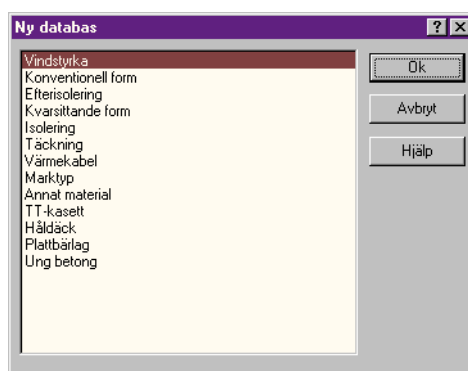 Ny databas
Vindstyrka
Konventionell form
Efterisolering
Kvarsittande form
Isolering
Täckning
Värmekabel
Marktyp
Annat material
TT-kasett
Håldäck
Plattbärlag
Ung betong
Ok
Avbryt
Hjälp